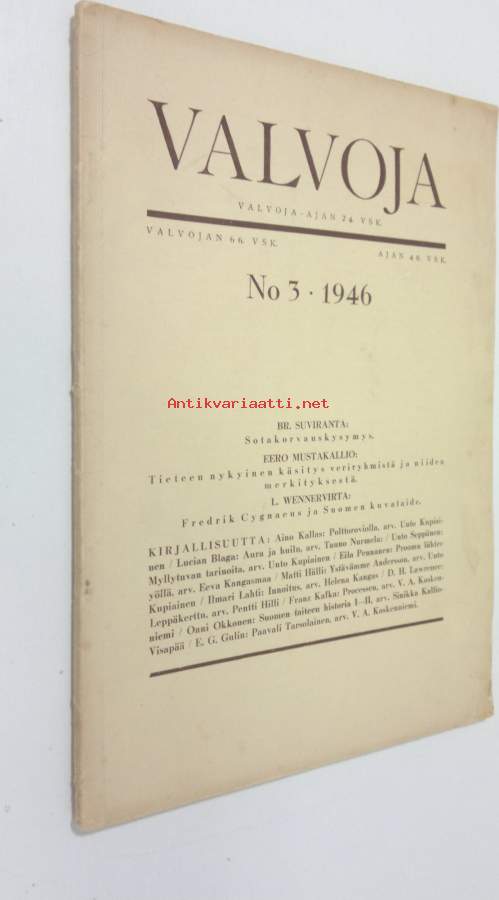 VALVOJA
VALVOJA-AJAN 24. VSK.
VALVOJAN 66. VSK.
AJAN 40. VSK.
No 3 · 1946
Antikvariaatti.net
BR. SUVIRANTA:
Sotakorvauskysymys.
EERO MUSTAKALLIO:
Tieteen nykyinen käsitys veriryhmistä ja niiden
merkityksestä.
L. WENNERVIRTA:
Fredrik Cygnaeus ja Suomen kuvataide.
KIRJALLISUUTTA: Aino Kallas: Polttoroviolla, arv. Unto Kupiai-
nen / Lucian Blaga: Aura ja huilu, arv. Tauno Nurmela: / Unto Seppänen:
Myllytuvan tarinoita, arv. Unto Kupiainen / Eila Pennanen: Proomu lähtee
yöllä, arv. Eeva Kangasmaa / Matti Hälli: Ystävämme Andersson, arv. Unto
Kupiainen / Ilmari Lahti: Innoitus, arv. Helena Kangas / D. H. Lawrence:
Leppäkerttu, arv. Pentti Hilli / Franz Kafka: Processen, arv. V. A. Kosken-
niemi / Onni Okkonen: Suomen taiteen historia I–II, arv. Sinikka Kallio-
Visapää / E. G. Gulin: Paavali Tarsolainen, arv. V. A. Koskenniemi.